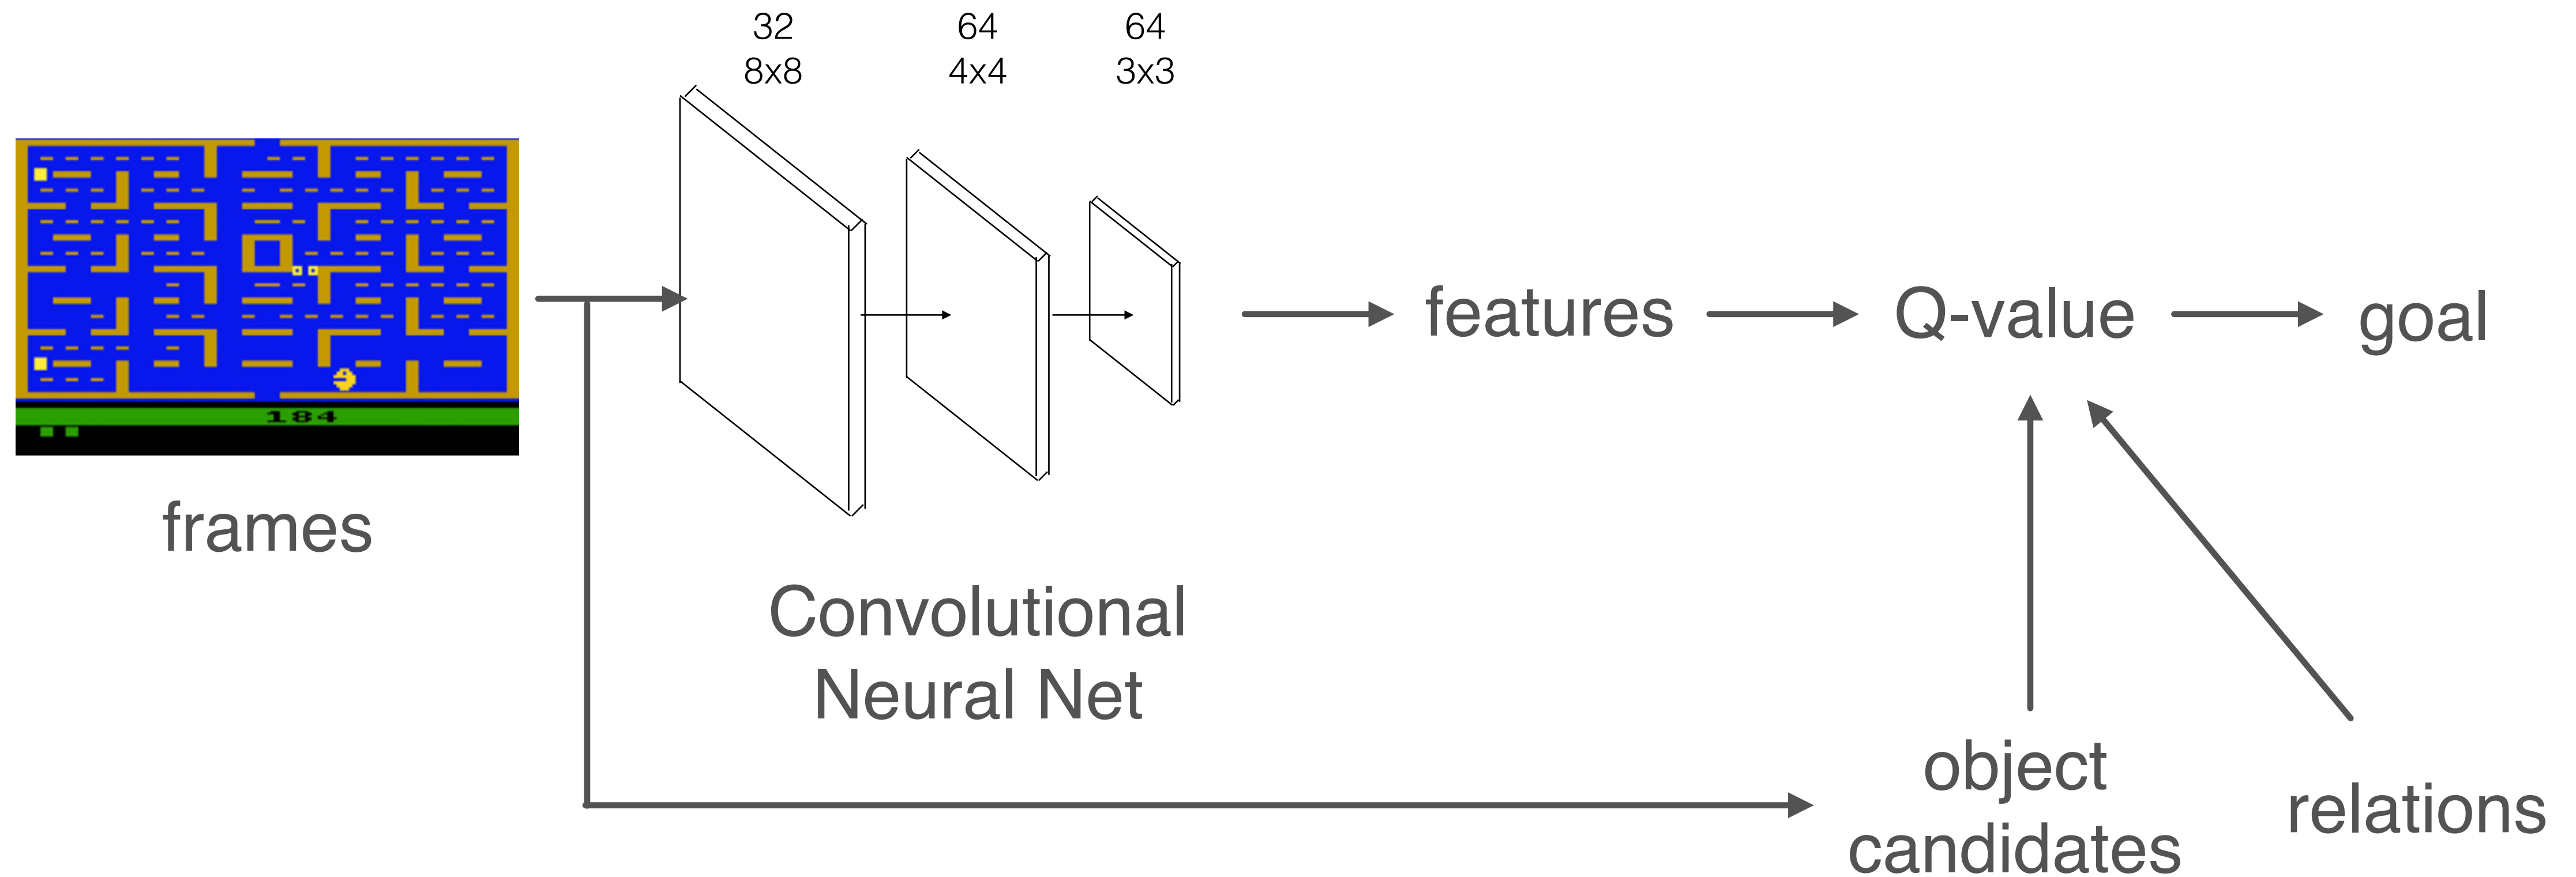 32
8x8
64
4x4
64
3x3
184
frames
Convolutional
Neural Net
features
Q-value
goal
object
candidates
relations